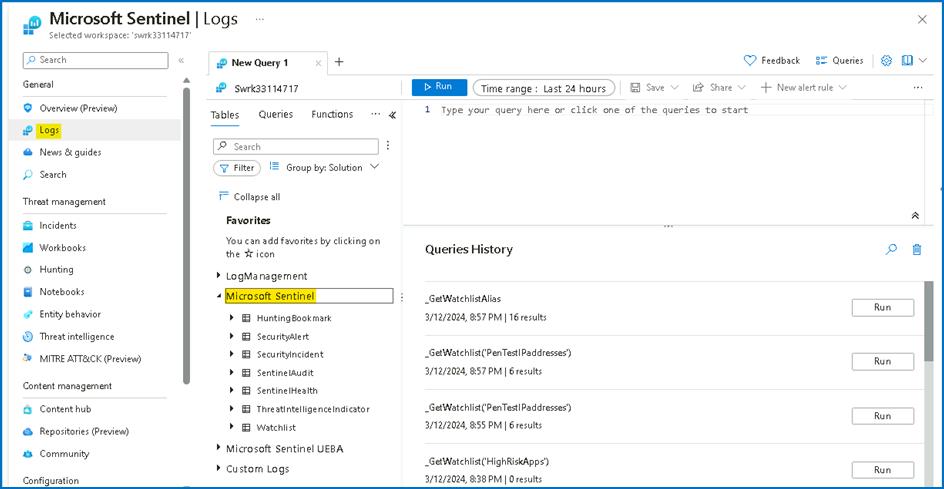 Microsoft Sentinel | Logs ...
Selected workspace: 'swrk33114717'
Search
General
Overview (Preview)
Logs
News & guides
Search
Threat management
Incidents
Workbooks
Hunting
Notebooks
Entity behavior
Threat intelligence
MITRE ATT&CK (Preview)
Content management
Content hub
Repositories (Preview)
Community
Configuration
New Query 1
Feedback
Queries
Swrk33114717
Run
Time range : Last 24 hours
Save
Share
New alert rule
...
Tables
Queries
Functions
...
Search
Filter
Group by: Solution
Collapse all
Favorites
You can add favorites by clicking on
the ☆ icon
LogManagement
Microsoft Sentinel
HuntingBookmark
SecurityAlert
SecurityIncident
SentinelAudit
SentinelHealth
ThreatIntelligenceIndicator
Watchlist
Microsoft Sentinel UEBA
Custom Logs
1 Type your query here or click one of the queries to start
Queries History
_GetWatchlistAlias
3/12/2024, 8:57 PM | 16 results
Run
_GetWatchlist('PenTestIPaddresses')
3/12/2024, 8:57 PM | 6 results
Run
_GetWatchlist('PenTestIPaddresses')
3/12/2024, 8:55 PM | 6 results
Run
_GetWatchlist('HighRiskApps')
3/12/2024, 8:38 PM | 0 results
Run